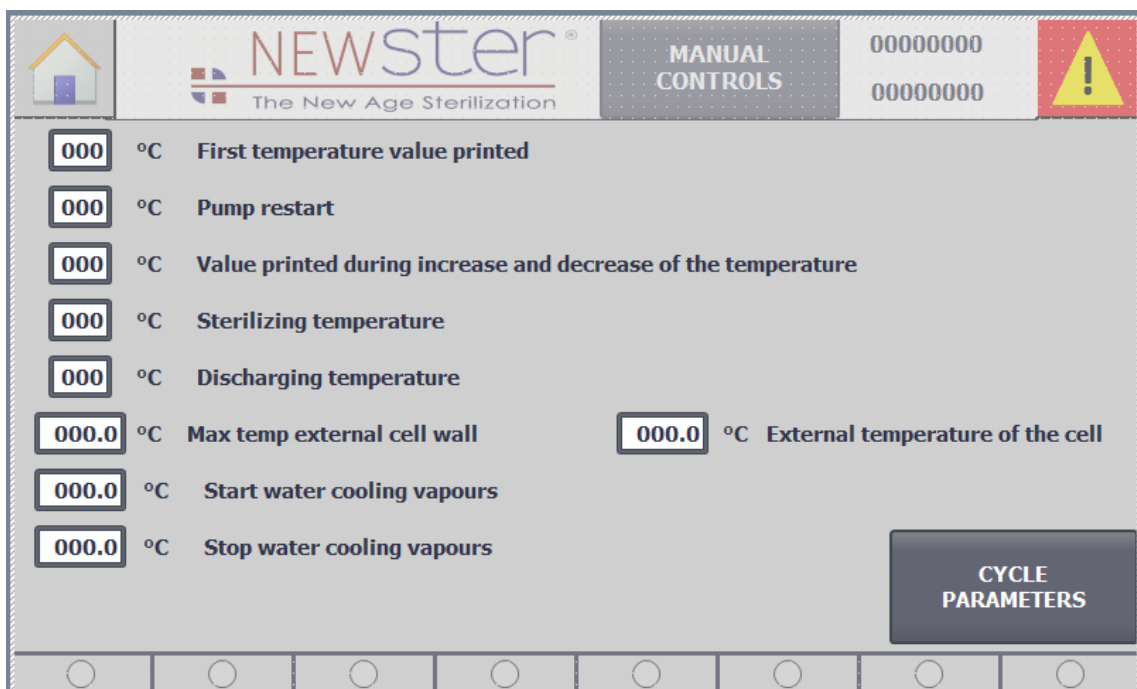 NEWSter®
The New Age Sterilization
MANUAL
CONTROLS
00000000
00000000
!
000 °C First temperature value printed
000 °C Pump restart
000 °C Value printed during increase and decrease of the temperature
000 °C Sterilizing temperature
000 °C Discharging temperature
000.0 °C Max temp external cell wall 000.0 °C External temperature of the cell
000.0 °C Start water cooling vapours
000.0 °C Stop water cooling vapours
CYCLE
PARAMETERS